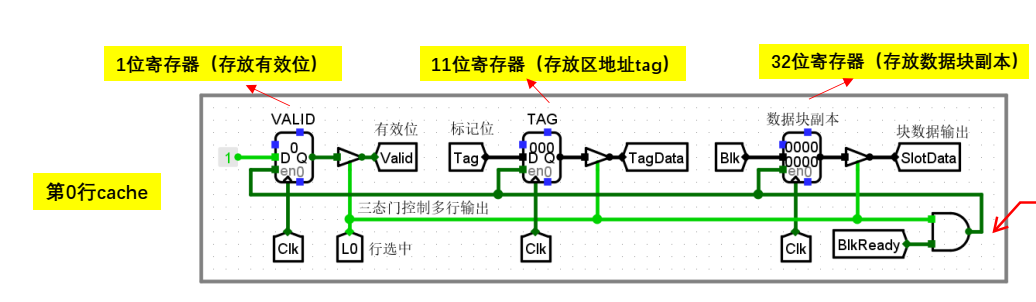 1位寄存器（存放有效位）
11位寄存器（存放区地址tag）
32位寄存器（存放数据块副本）
VALID
有效位
标记位
TAG
数据块副本
块数据输出
1
0
D Q
en0
Valid
Tag
000
D Q
en0
TagData
Blk
0000
0000
en0
SlotData
第0行cache
三态门控制多行输出
Clk
L0
行选中
Clk
Clk
BlkReady